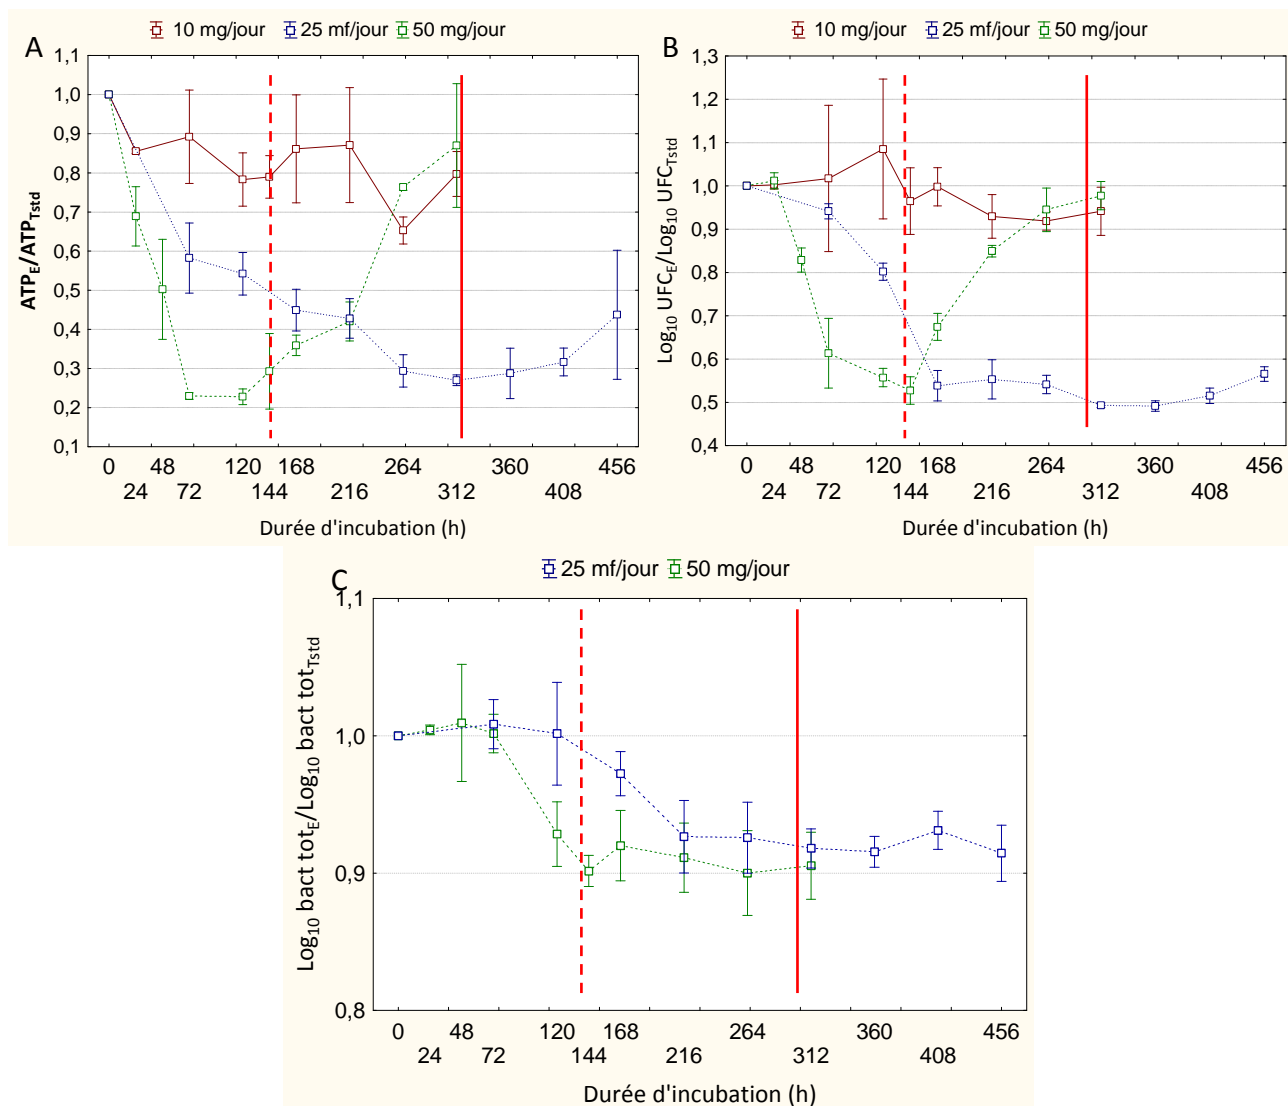 A
10 mg/jour 25 mf/jour 50 mg/jour
1,1
1,0
0,9
0,8
0,7
0,6
0,5
0,4
0,3
0,2
0,1
ATP_E/ATP_Tstd
0 48 120 168 264 360 456
24 72 144 216 312 408
Durée d'incubation (h)
B
10 mg/jour 25 mf/jour 50 mg/jour
1,3
1,2
1,1
1,0
0,9
0,8
0,7
0,6
0,5
0,4
Log10 UFC_E/Log10 UFC_Tstd
0 48 120 168 264 360 456
24 72 144 216 312 408
Durée d'incubation (h)
C
25 mf/jour 50 mg/jour
1,1
1,0
0,9
0,8
Log10 bact tot_E/Log10 bact tot_Tstd
0 48 120 168 264 360 456
24 72 144 216 312 408
Durée d'incubation (h)